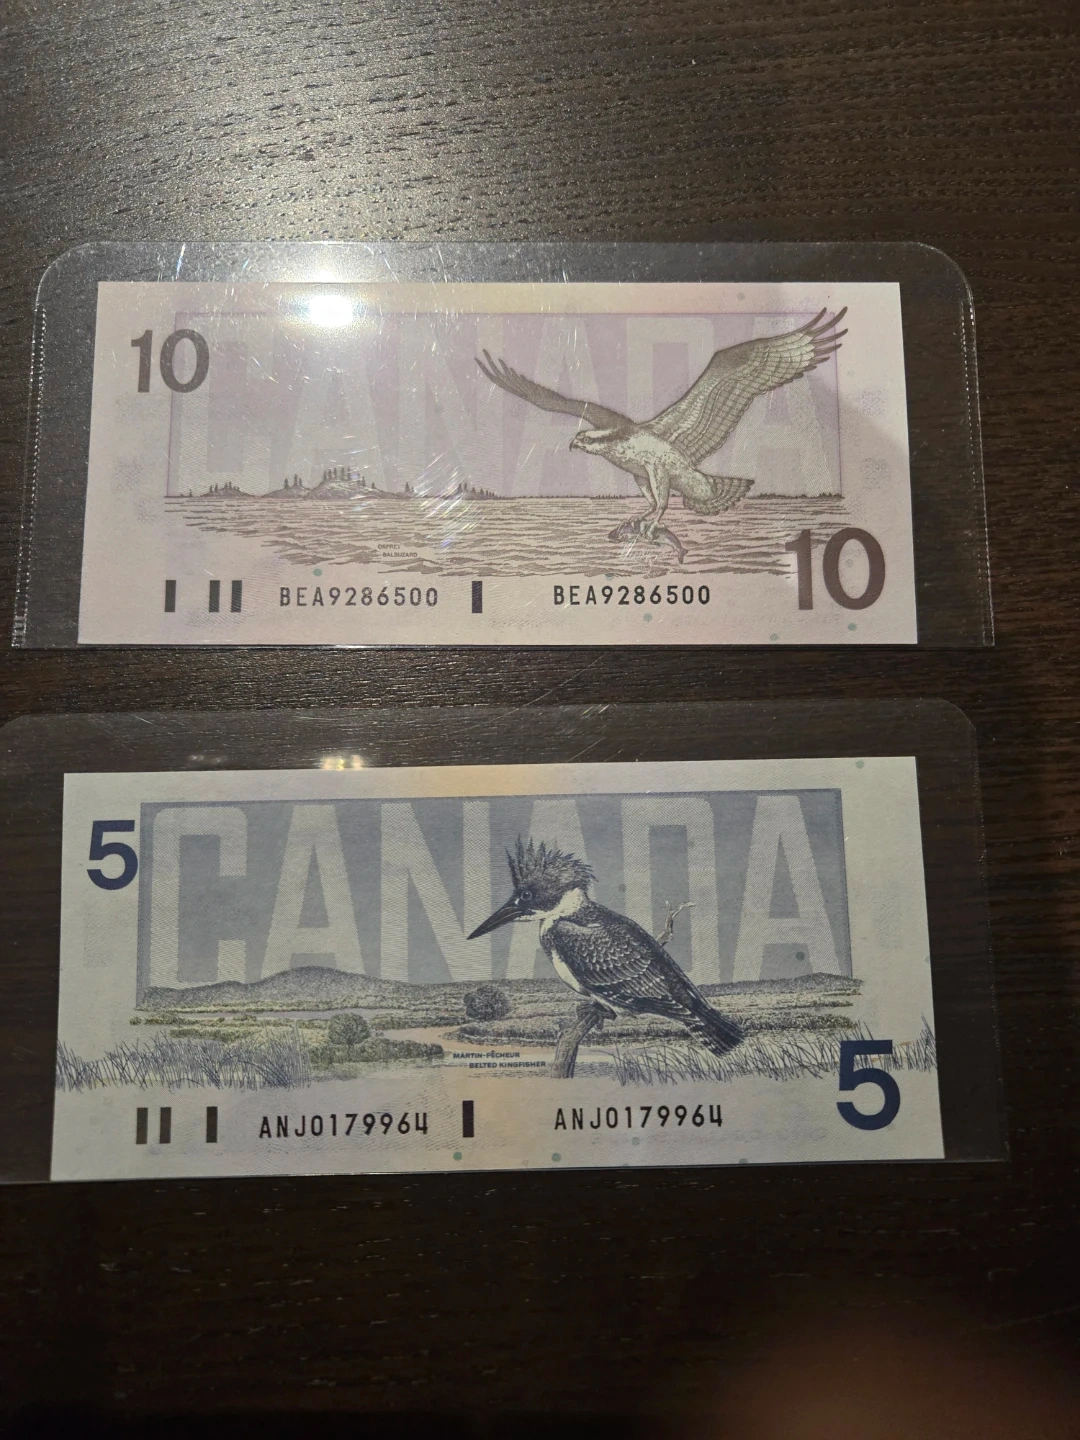 10
CANADA
OSPREY
BALBUZARD
BEA9286500
BEA9286500
10
5
CANADA
MARTIN-PÊCHEUR
BELTED KINGFISHER
ANJ0179964
ANJ0179964
5